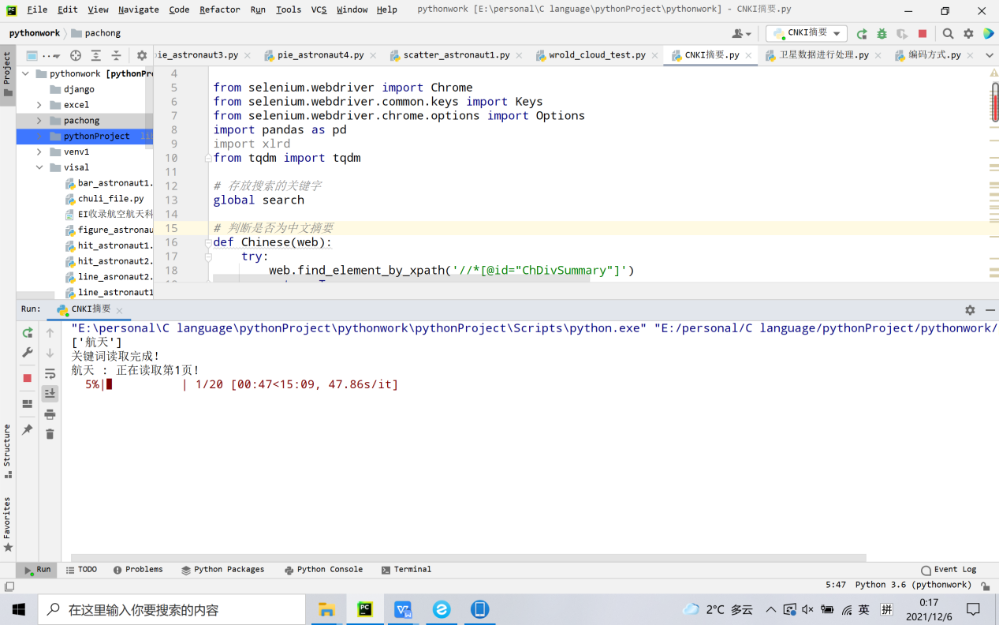 File Edit View Navigate Code Refactor Run Tools VCS Window Help pythonwork [E:\personal\C language\pythonProject\pythonwork] - CNKI摘要.py
pythonwork pachong CNKI摘要
Project
pie_astronaut3.py pie_astronaut4.py scatter_astronaut1.py wrold_cloud_test.py CNKI摘要.py 卫星数据进行处理.py 编码方式.py
pythonwork [pythonPr
django
excel
pachong
pythonProject lib
venv1
visal
bar_astronaut1.
chuli_file.py
EI收录航空航天科
figure_astronau
hit_astronaut1.
hit_astronaut2.
line_asronaut2.
line_astronaut1
4
5 from selenium.webdriver import Chrome
6 from selenium.webdriver.common.keys import Keys
7 from selenium.webdriver.chrome.options import Options
8 import pandas as pd
9 import xlrd
10 from tqdm import tqdm
11
12 # 存放搜索的关键字
13 global search
14
15 # 判断是否为中文摘要
16 def Chinese(web):
17 try:
18 web.find_element_by_xpath('//*[@id="ChDivSummary"]')
Run: CNKI摘要
"E:\personal\C language\pythonProject\pythonwork\pythonProject\Scripts\python.exe" "E:/personal/C language/pythonProject/pythonwork/
['航天']
关键词读取完成!
航天 : 正在读取第1页!
5%| | 1/20 [00:47<15:09, 47.86s/it]
Structure
Favorites
Run TODO Problems Python Packages Python Console Terminal Event Log
5:47 Python 3.6 (pythonwork)
在这里输入你要搜索的内容 2°C 多云 英 拼 0:17
2021/12/6